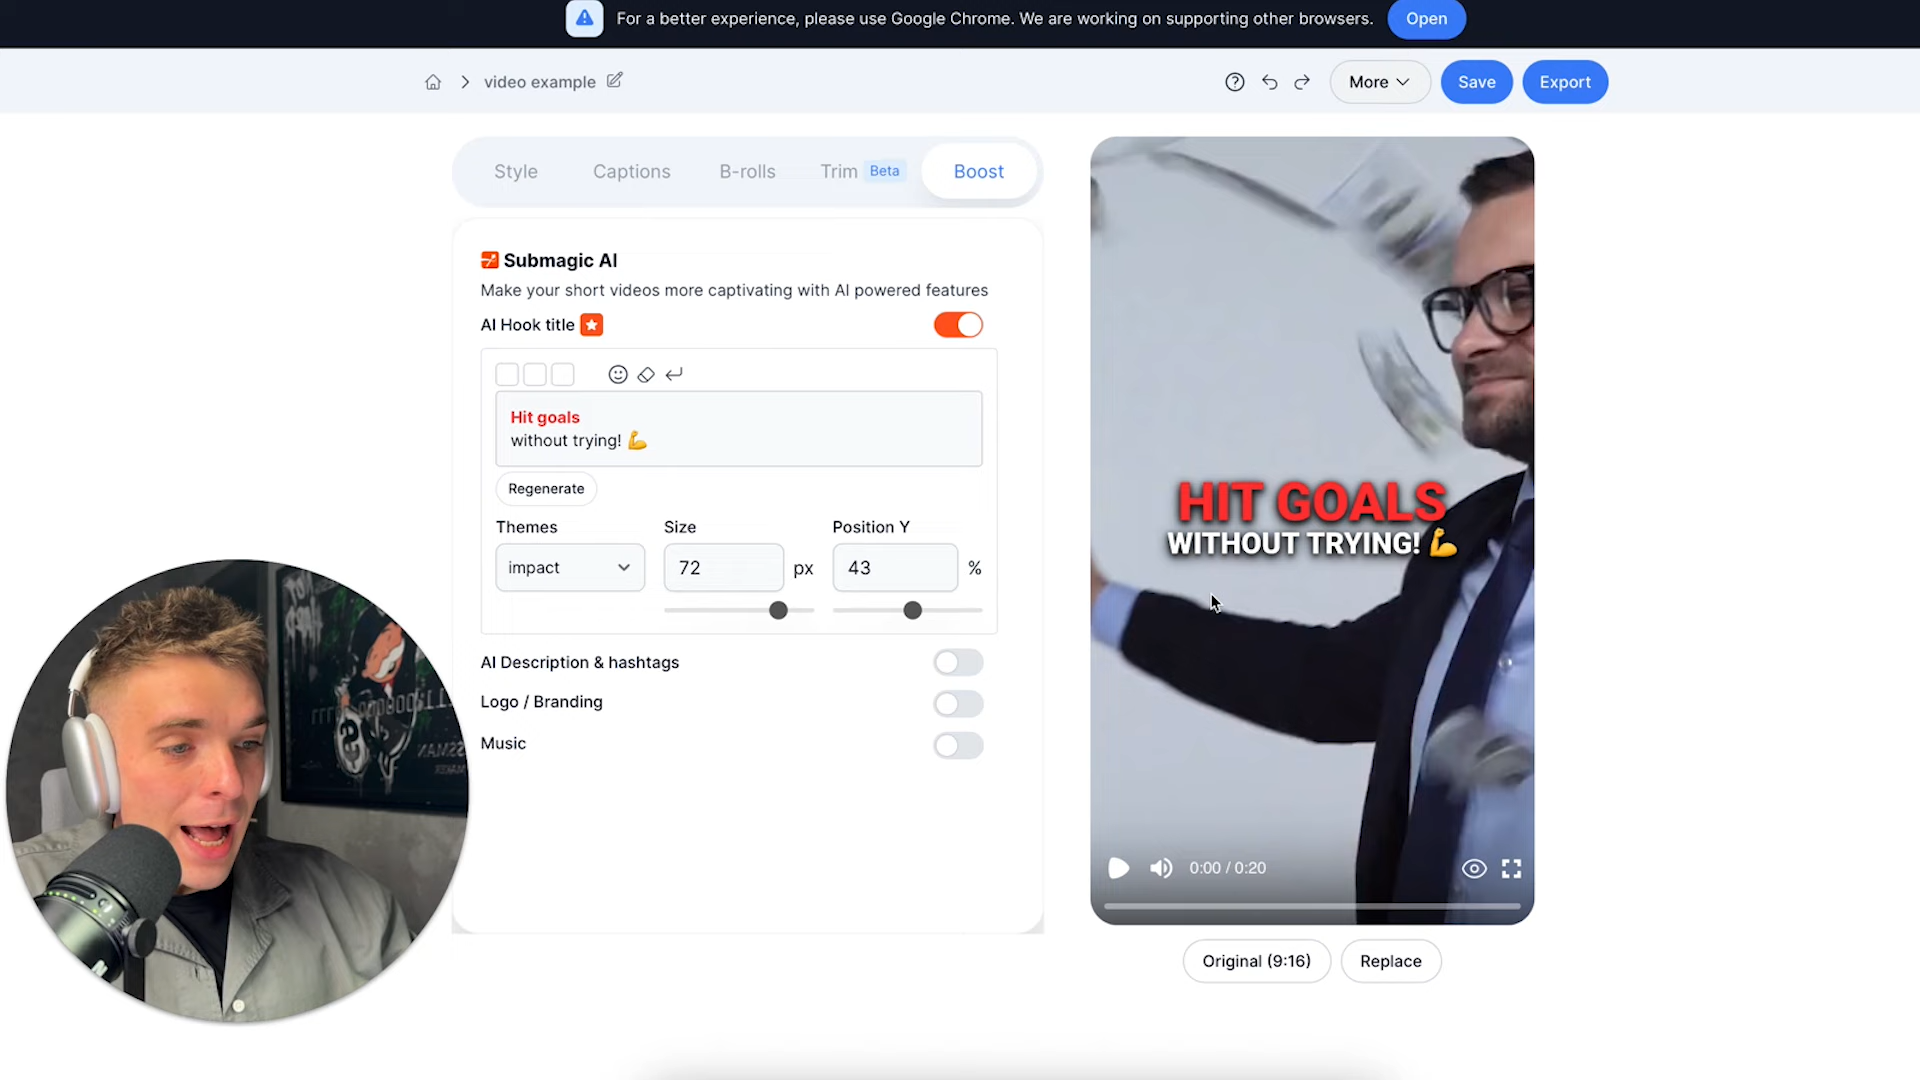 For a better experience, please use Google Chrome. We are working on supporting other browsers.
Open
video example
More
Save
Export
Style
Captions
B-rolls
Trim
Beta
Boost
Submagic AI
Make your short videos more captivating with AI powered features
AI Hook title
Hit goals
without trying! 💪
Regenerate
Themes
Size
Position Y
impact
72
px
43
%
AI Description & hashtags
Logo / Branding
Music
HIT GOALS
WITHOUT TRYING! 💪
0:00 / 0:20
Original (9:16)
Replace